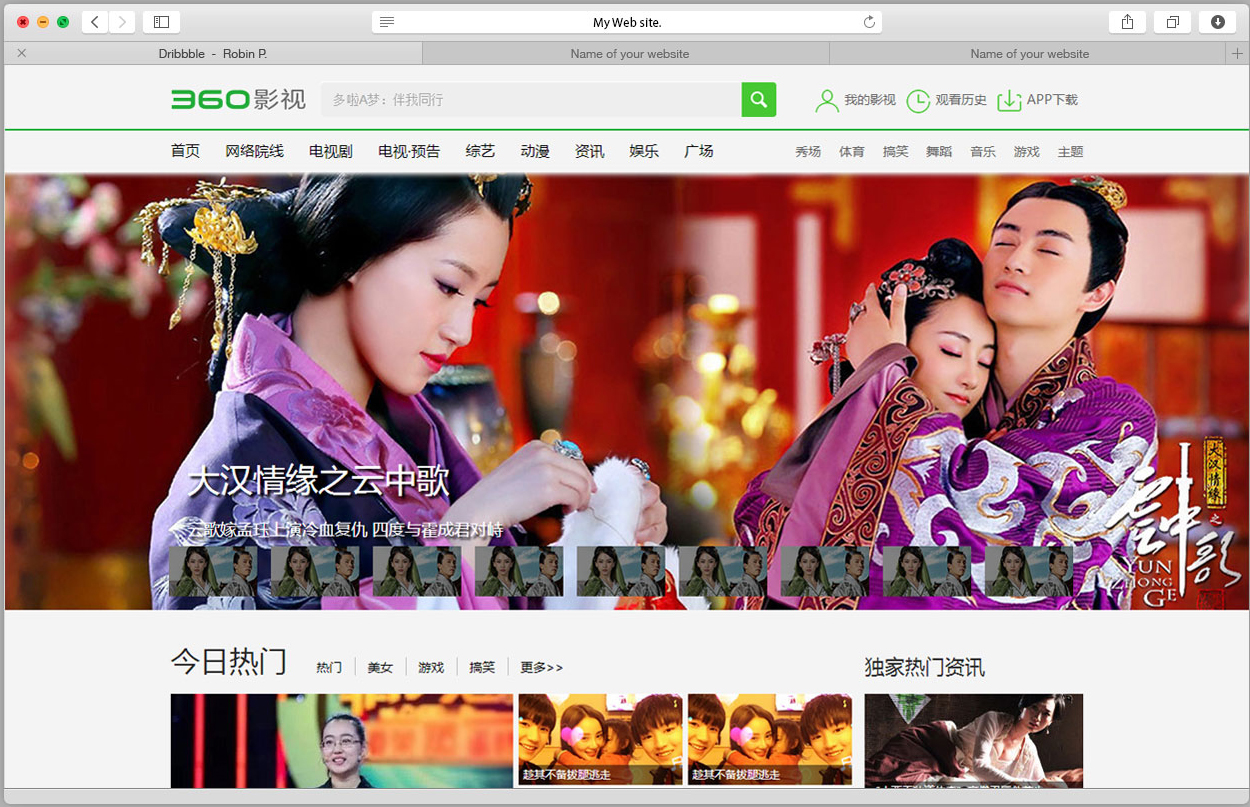 My Web site.
Dribbble - Robin P.
Name of your website
Name of your website
360影视
多啦A梦：伴我同行
我的影视
观看历史
APP下载
首页 网络院线 电视剧 电视·预告 综艺 动漫 资讯 娱乐 广场
秀场 体育 搞笑 舞蹈 音乐 游戏 主题
大汉情缘之云中歌
云歌嫁孟珏上演冷血复仇 四度与霍成君对峙
大汉情缘
之
云中歌
YUN
ZHONG
GE
今日热门
热门 美女 游戏 搞笑 更多>>
独家热门资讯
趁其不备拔腿逃走
趁其不备拔腿逃走